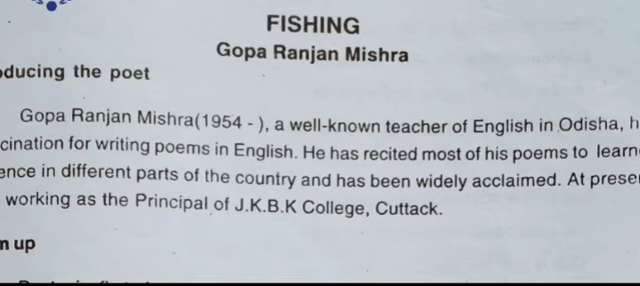 FISHING
Gopa Ranjan Mishra
oducing the poet
Gopa Ranjan Mishra(1954 - ), a well-known teacher of English in Odisha, h
cination for writing poems in English. He has recited most of his poems to learn
ence in different parts of the country and has been widely acclaimed. At prese
working as the Principal of J.K.B.K College, Cuttack.
m up